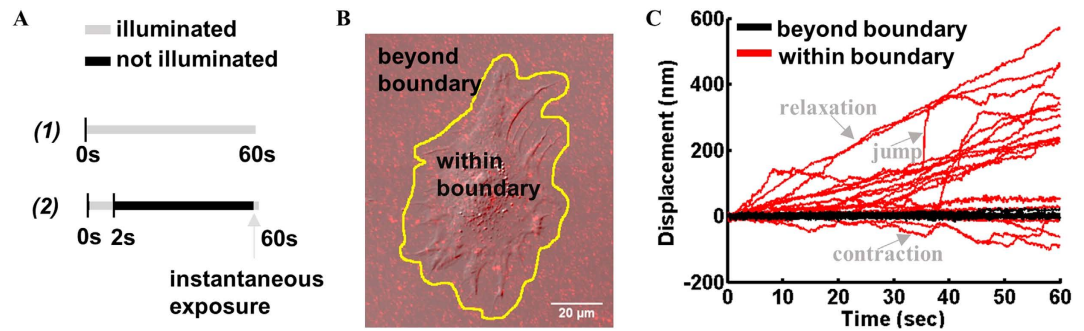 A
illuminated
not illuminated
(1)
0s
60s
(2)
0s
2s
60s
instantaneous
exposure
B
beyond
boundary
within
boundary
20 µm
C
Displacement (nm)
600
400
200
0
-200
beyond boundary
within boundary
relaxation
jump
contraction
0
10
20
30
40
50
60
Time (sec)